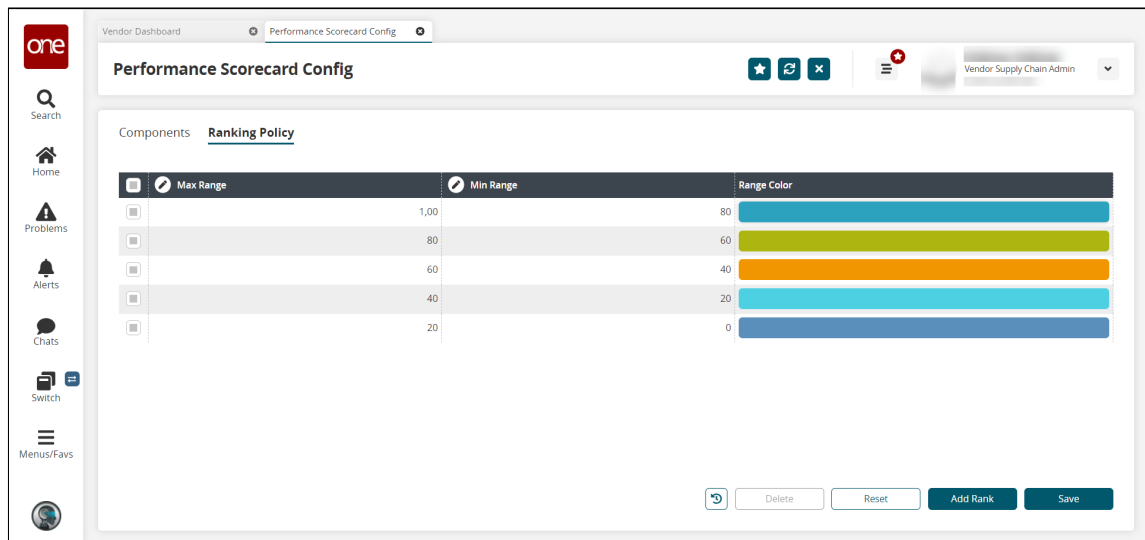 one
Vendor Dashboard
Performance Scorecard Config
Performance Scorecard Config
Vendor Supply Chain Admin
Search
Home
Problems
Alerts
Chats
Switch
Menus/Favs
Components Ranking Policy
Max Range Min Range Range Color
1,00 80
80 60
60 40
40 20
20 0
Delete Reset Add Rank Save